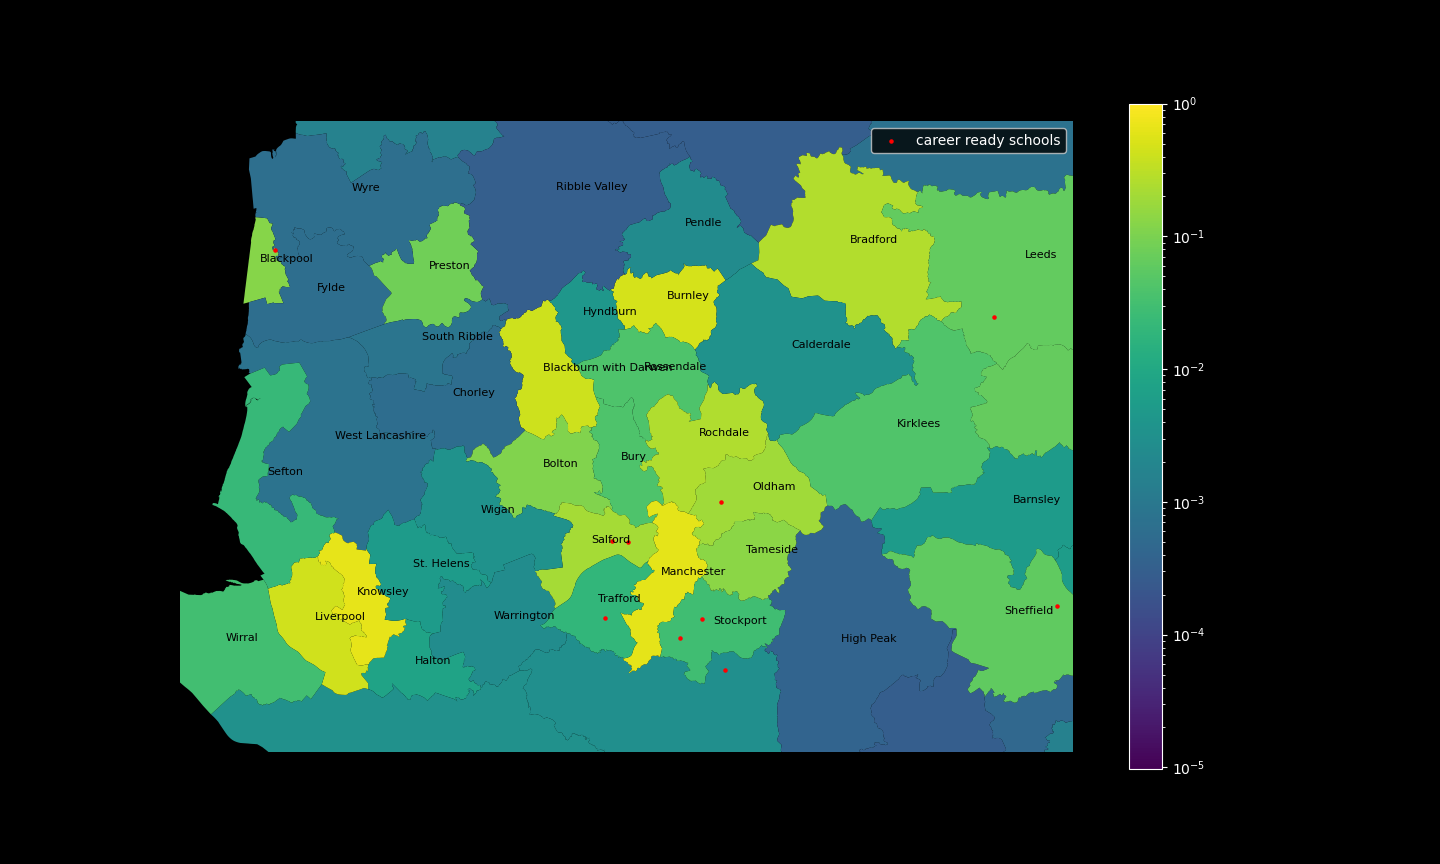 career ready schools
Wyre
Ribble Valley
Pendle
Bradford
Leeds
Blackpool
Preston
Fylde
Burnley
Hyndburn
South Ribble
Calderdale
Blackburn with Darwen
Rossendale
Chorley
Kirklees
West Lancashire
Rochdale
Bolton
Bury
Sefton
Oldham
Barnsley
Wigan
Salford
Tameside
St. Helens
Manchester
Knowsley
Trafford
Sheffield
Liverpool
Warrington
Stockport
Wirral
High Peak
Halton
10^0
10^-1
10^-2
10^-3
10^-4
10^-5